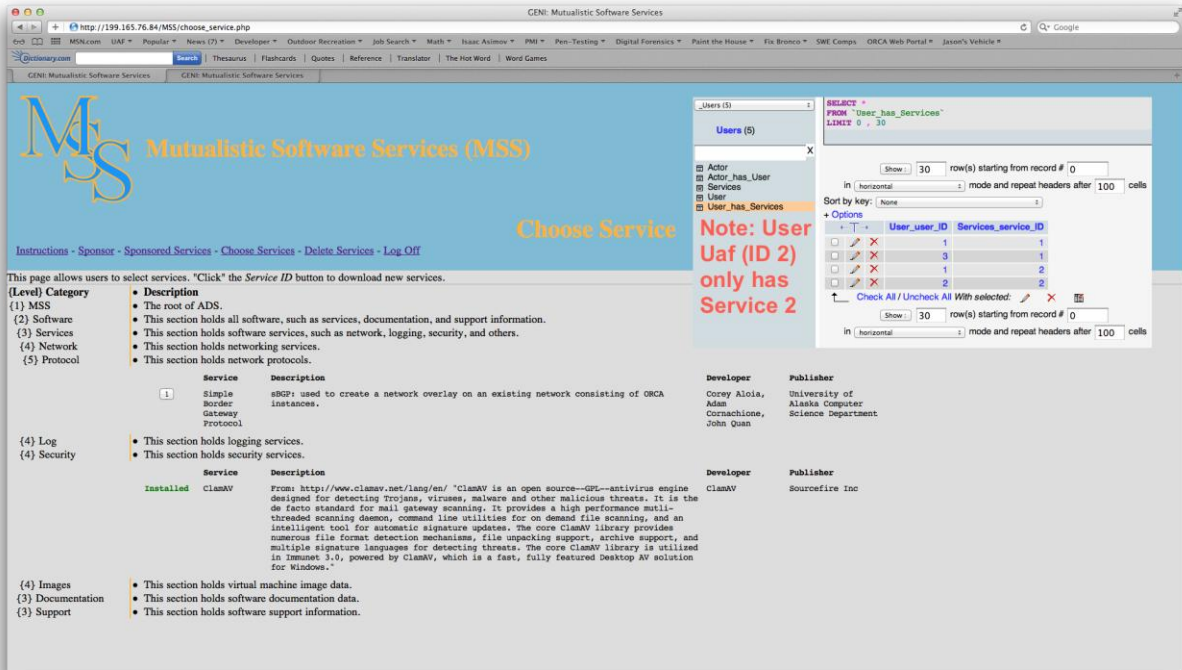 GENI: Mutualistic Software Services
http://199.165.76.84/MSS/choose_service.php
Google
MSN.com UAF Popular News (7) Developer Outdoor Recreation Job Search Math Isaac Asimov PMI Pen-Testing Digital Forensics Paint the House Fix Bronco SWE Comps ORCA Web Portal Jason's Vehicle
Dictionary.com Search Thesaurus | Flashcards | Quotes | Reference | Translator | The Hot Word | Word Games
GENI: Mutualistic Software Services GENI: Mutualistic Software Services
MSS
Mutualistic Software Services (MSS)
Choose Service
Instructions - Sponsor - Sponsored Services - Choose Services - Delete Services - Log Off
_Users (5)
Users (5)
X
Actor
Actor_has_User
Services
User
User_has_Services
Note: User
Uaf (ID 2)
only has
Service 2
SELECT *
FROM `User_has_Services`
LIMIT 0 , 30
Show : 30 row(s) starting from record # 0
in horizontal mode and repeat headers after 100 cells
Sort by key: None
+ Options
User_user_ID Services_service_ID
1 1
3 1
1 2
2 2
Check All / Uncheck All With selected:
Show : 30 row(s) starting from record # 0
in horizontal mode and repeat headers after 100 cells
This page allows users to select services. "Click" the Service ID button to download new services.
{Level} Category • Description
{1} MSS • The root of ADS.
{2} Software • This section holds all software, such as services, documentation, and support information.
{3} Services • This section holds software services, such as network, logging, security, and others.
{4} Network • This section holds networking services.
{5} Protocol • This section holds network protocols.
Service Description Developer Publisher
1 Simple sBGP: used to create a network overlay on an existing network consisting of ORCA Corey Aloia, University of
Border instances. Adam Alaska Computer
Gateway Cornachione, Science Department
Protocol John Quan
{4} Log • This section holds logging services.
{4} Security • This section holds security services.
Service Description Developer Publisher
Installed ClamAV From: http://www.clamav.net/lang/en/ "ClamAV is an open source--GPL--antivirus engine ClamAV Sourcefire Inc
designed for detecting Trojans, viruses, malware and other malicious threats. It is the
de facto standard for mail gateway scanning. It provides a high performance mutli-
threaded scanning daemon, command line utilities for on demand file scanning, and an
intelligent tool for automatic signature updates. The core ClamAV library provides
numerous file format detection mechanisms, file unpacking support, archive support, and
multiple signature languages for detecting threats. The core ClamAV library is utilized
in Immunet 3.0, powered by ClamAV, which is a fast, fully featured Desktop AV solution
for Windows."
{4} Images • This section holds virtual machine image data.
{3} Documentation • This section holds software documentation data.
{3} Support • This section holds software support information.